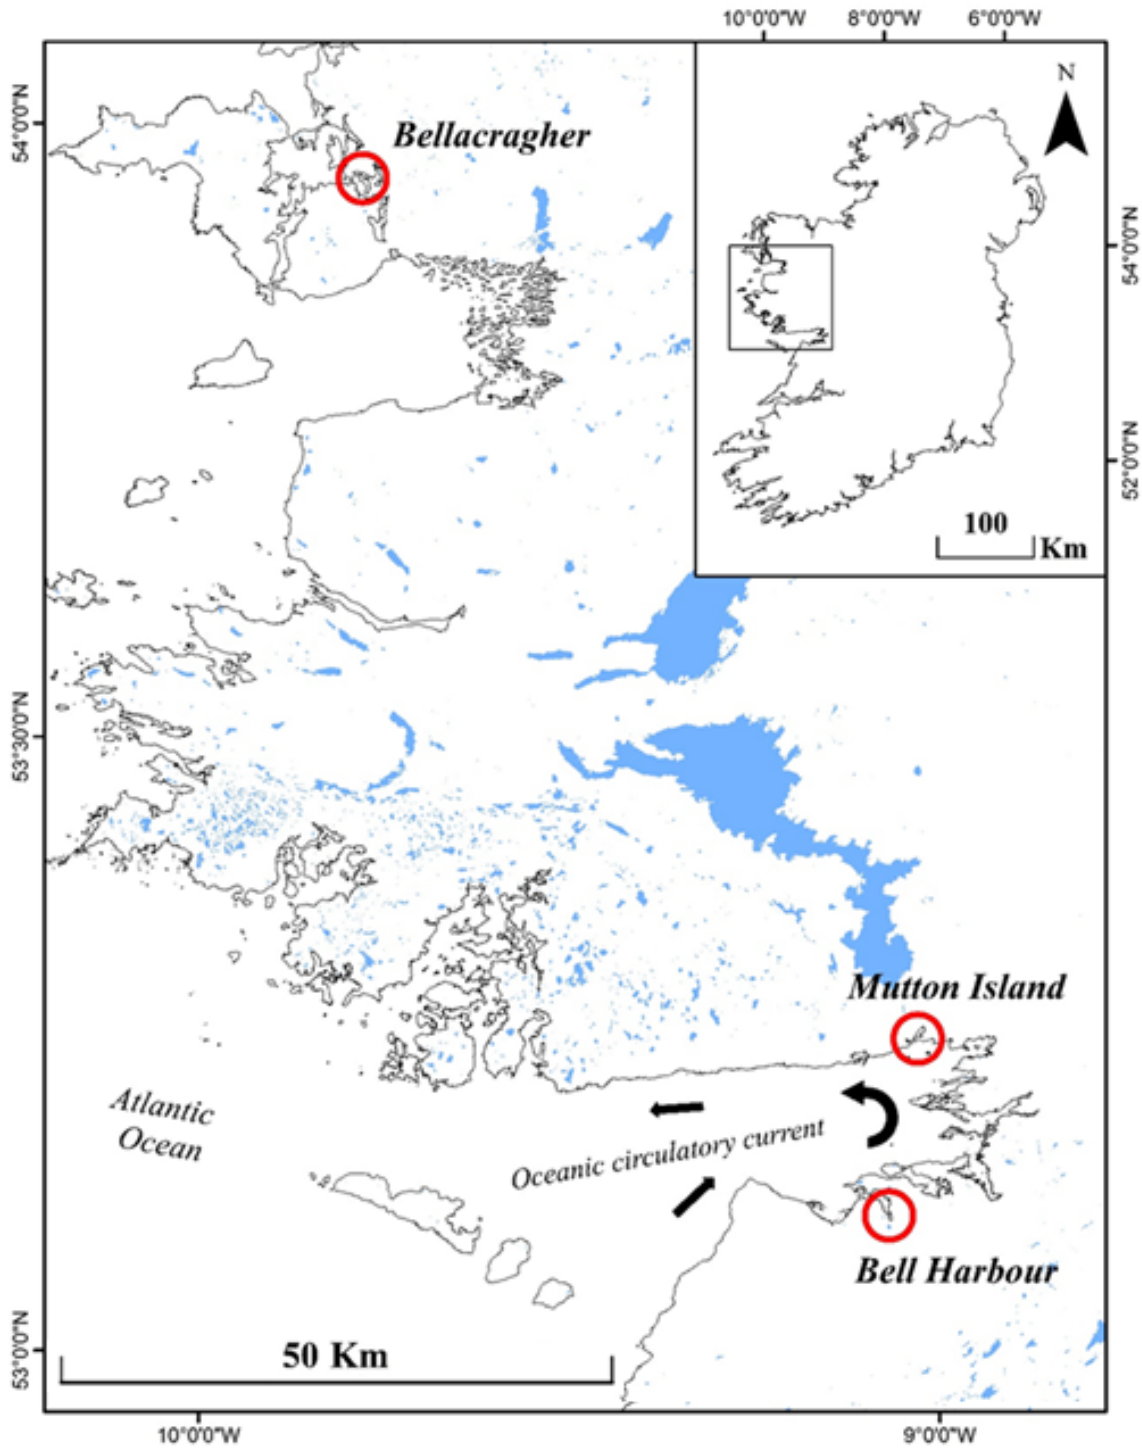 10°0'0"W 8°0'0"W 6°0'0"W
N
54°0'0"N
Bellacragher
54°0'0"N
52°0'0"N
100
Km
53°30'0"N
Mutton Island
Atlantic
Ocean
Oceanic circulatory current
Bell Harbour
50 Km
53°0'0"N
10°0'0"W 9°0'0"W